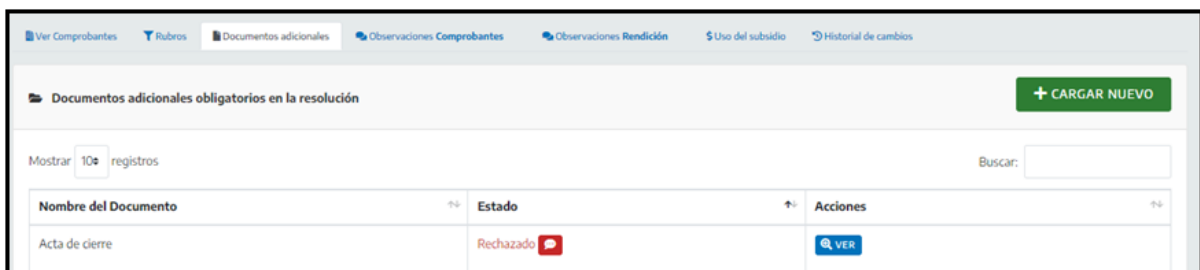 Ver Comprobantes Rubros Documentos adicionales Observaciones Comprobantes Observaciones Rendición $ Uso del subsidio Historial de cambios
Documentos adicionales obligatorios en la resolución + CARGAR NUEVO
Mostrar 10 registros Buscar:
Nombre del Documento Estado Acciones
Acta de cierre Rechazado VER